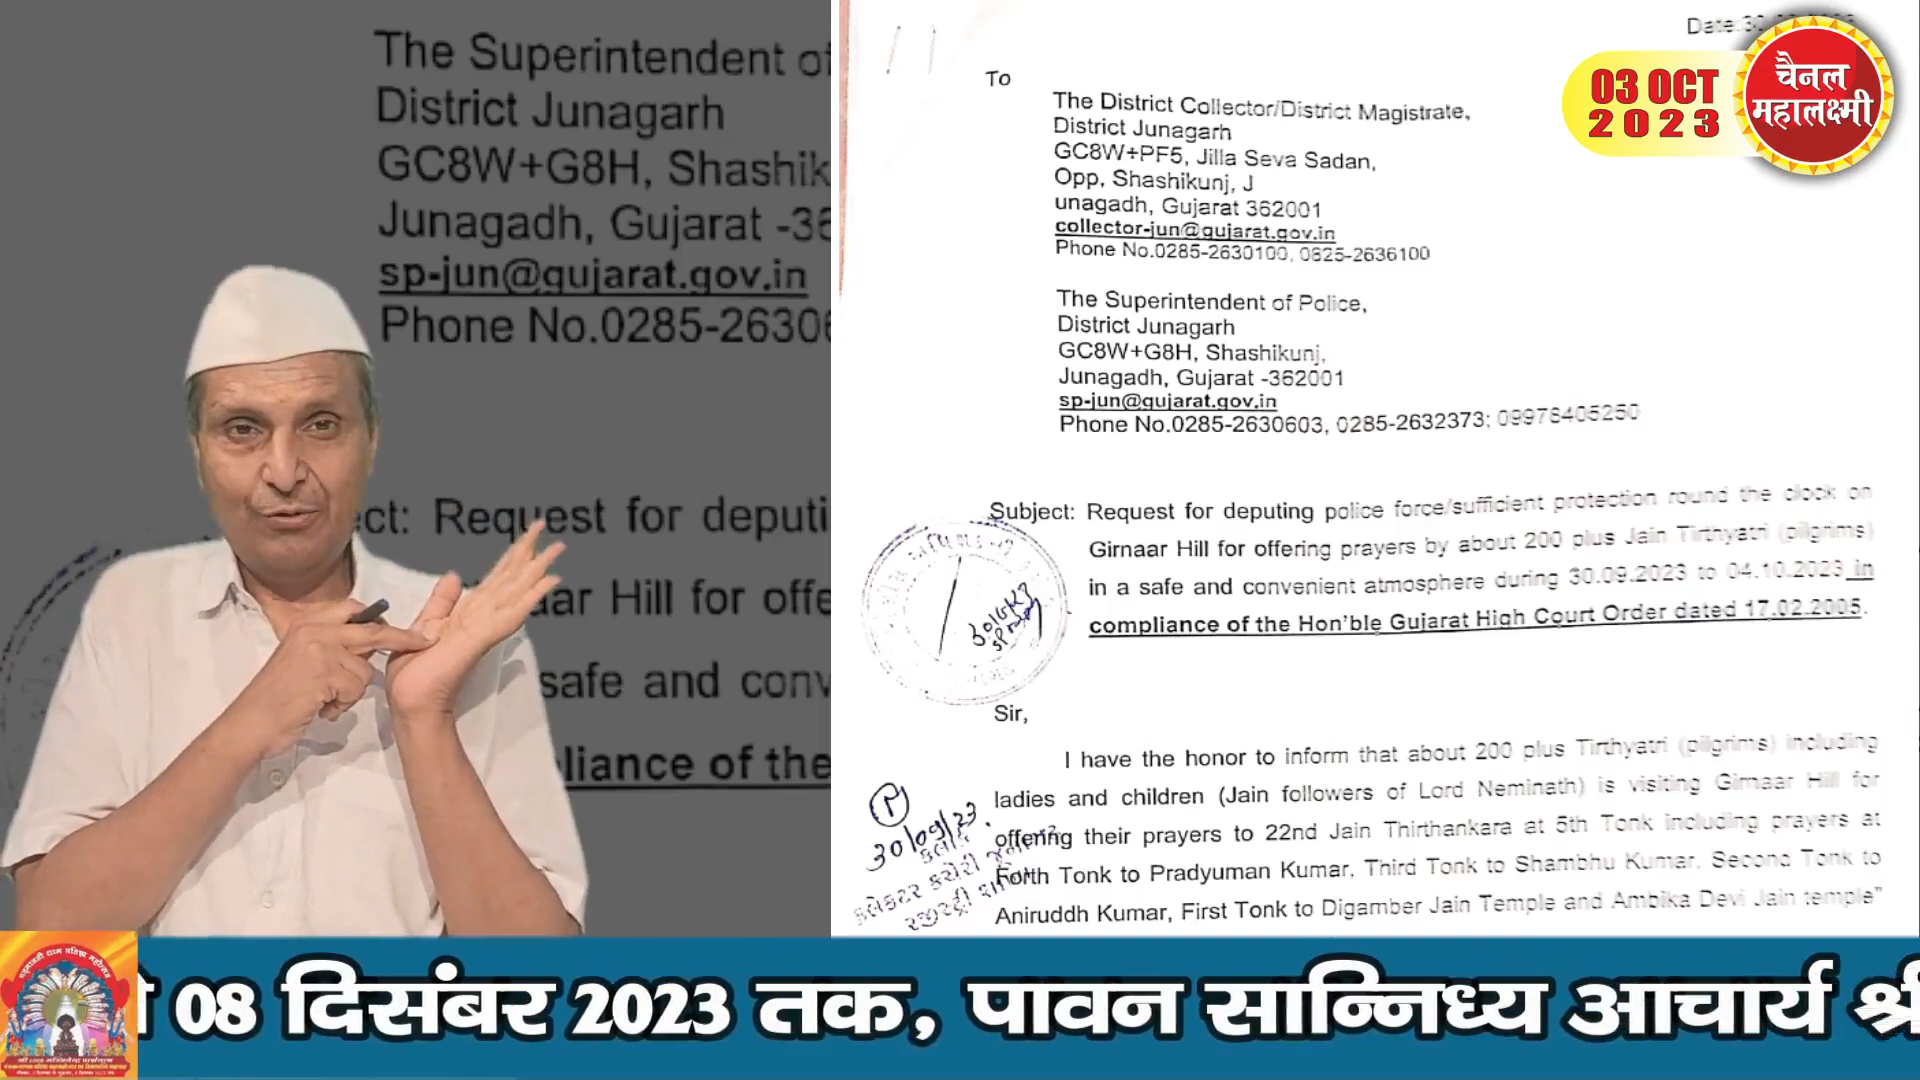 The Superintendent of
District Junagarh
GC8W+G8H, Shashik
Junagadh, Gujarat -36
sp-jun@gujarat.gov.in
Phone No.0285-26306
ect: Request for deputi
aar Hill for offe
safe and conv
liance of the
Date:30
03 OCT
2023
चैनल
महालक्ष्मी
To
The District Collector/District Magistrate,
District Junagarh
GC8W+PF5, Jilla Seva Sadan,
Opp, Shashikunj, J
unagadh, Gujarat 362001
collector-jun@gujarat.gov.in
Phone No.0285-2630100, 0825-2636100
The Superintendent of Police,
District Junagarh
GC8W+G8H, Shashikunj,
Junagadh, Gujarat -362001
sp-jun@gujarat.gov.in
Phone No.0285-2630603, 0285-2632373; 09978405250
Subject: Request for deputing police force/sufficient protection round the clock on
Girnaar Hill for offering prayers by about 200 plus Jain Tirthyatri (pilgrims)
in a safe and convenient atmosphere during 30.09.2023 to 04.10.2023 in
compliance of the Hon'ble Gujarat High Court Order dated 17.02.2005.
Sir,
I have the honor to inform that about 200 plus Tirthyatri (pilgrims) including
ladies and children (Jain followers of Lord Neminath) is visiting Girnaar Hill for
offering their prayers to 22nd Jain Thirthankara at 5th Tonk including prayers at
Forth Tonk to Pradyuman Kumar, Third Tonk to Shambhu Kumar. Second Tonk to
Aniruddh Kumar, First Tonk to Digamber Jain Temple and Ambika Devi Jain temple"
30/09/23
08 दिसंबर 2023 तक, पावन सान्निध्य आचार्य श्री